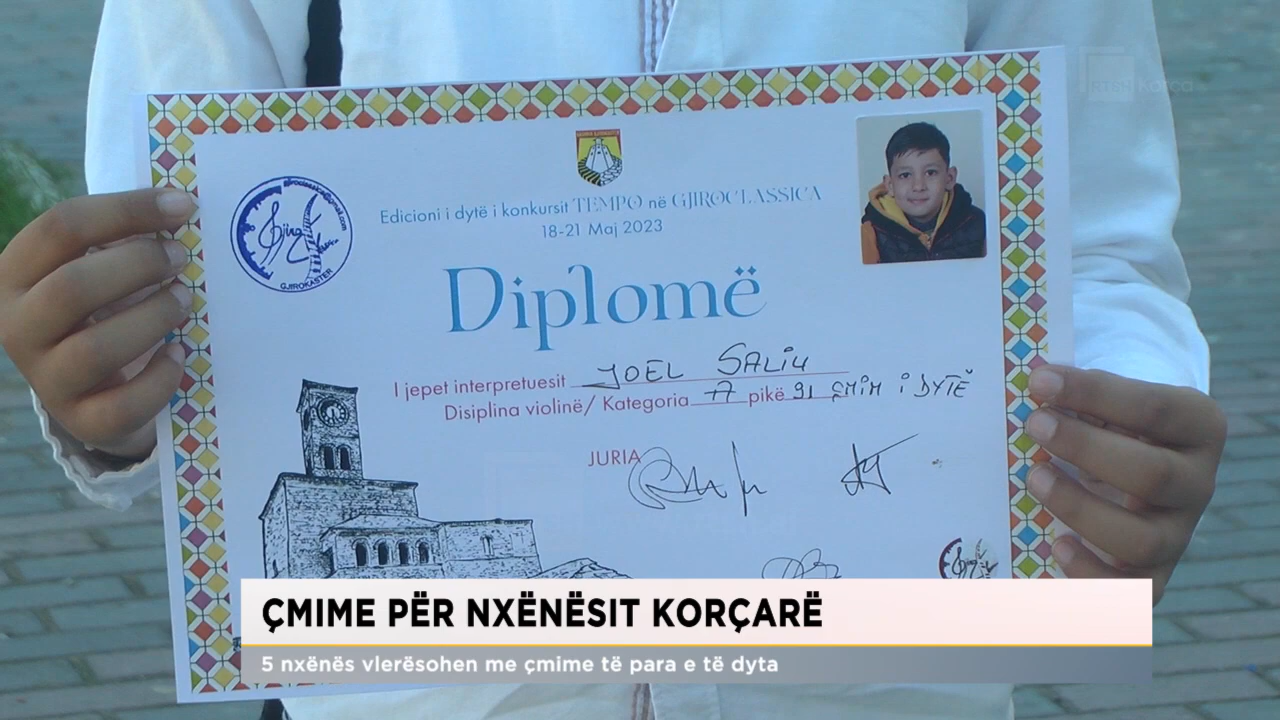 RTSH Korça
Edicioni i dytë i konkursit TEMPO në GJIROCLASSICA
18-21 Maj 2023
GJIROKASTER
Diplomë
I jepet interpretuesit JOEL SALIU
Disiplina violinë/ Kategoria 77 pikë 91 ÇMIM I DYTË
JURIA
ÇMIME PËR NXËNËSIT KORÇARË
5 nxënës vlerësohen me çmime të para e të dyta